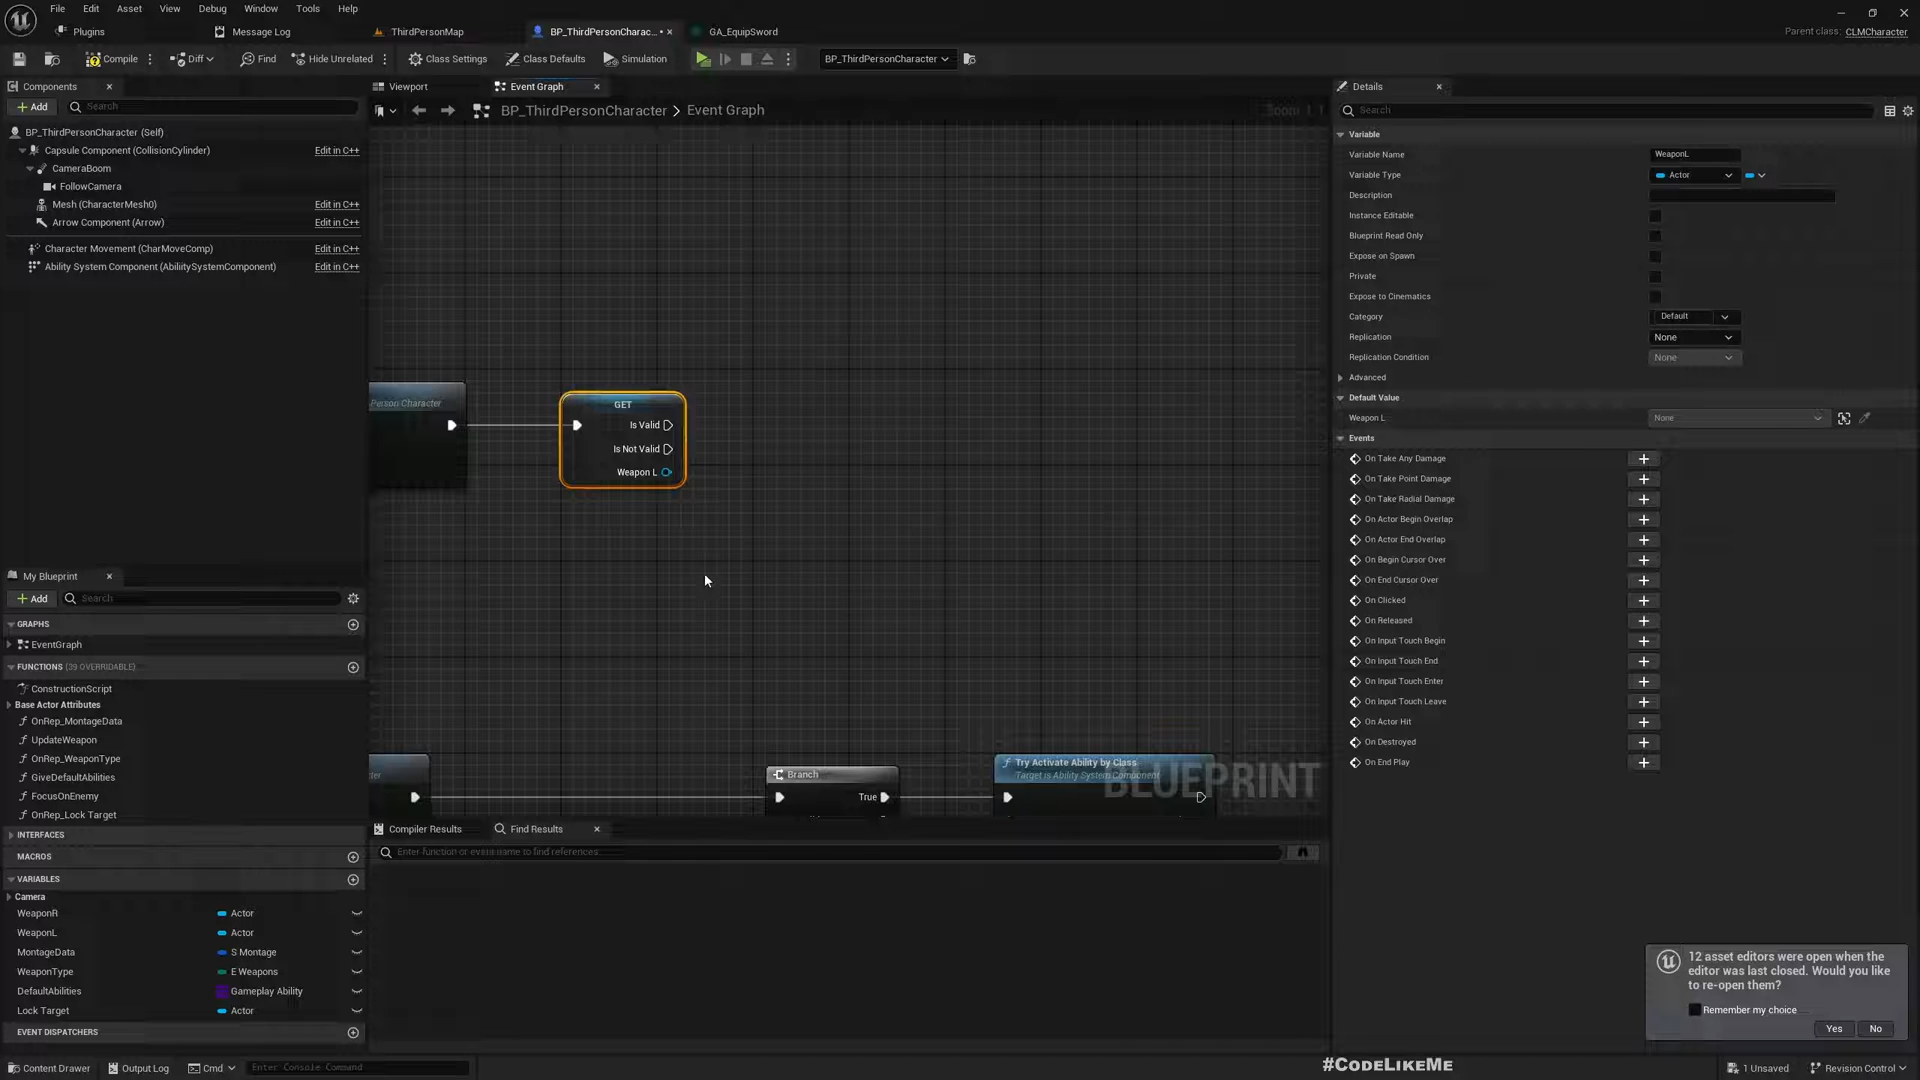 File Edit Asset View Debug Window Tools Help
Plugins Message Log ThirdPersonMap BP_ThirdPersonCharac... GA_EquipSword Parent class: CLMCharacter
Compile Diff Find Hide Unrelated Class Settings Class Defaults Simulation BP_ThirdPersonCharacter
Components
Add Search
BP_ThirdPersonCharacter (Self)
Capsule Component (CollisionCylinder) Edit in C++
CameraBoom
FollowCamera
Mesh (CharacterMesh0) Edit in C++
Arrow Component (Arrow) Edit in C++
Character Movement (CharMoveComp) Edit in C++
Ability System Component (AbiliitySystemComponent) Edit in C++
My Blueprint
Add Search
GRAPHS
EventGraph
FUNCTIONS (39 OVERRIDABLE)
ConstructionScript
Base Actor Attributes
OnRep_MontageData
UpdateWeapon
OnRep_WeaponType
GiveDefaultAbilities
FocusOnEnemy
OnRep_Lock Target
INTERFACES
MACROS
VARIABLES
Camera
WeaponR Actor
WeaponL Actor
MontageData S Montage
WeaponType E Weapons
DefaultAbilities Gameplay Ability
Lock Target Actor
EVENT DISPATCHERS
Viewport Event Graph
BP_ThirdPersonCharacter > Event Graph
Person Character
GET
Is Valid
Is Not Valid
Weapon L
Branch
True
Try Activate Ability by Class
Target is Ability System Component
BLUEPRINT
Compiler Results Find Results
Enter function or event name to find references...
Details
Search
Variable
Variable Name WeaponL
Variable Type Actor
Description
Instance Editable
Blueprint Read Only
Expose on Spawn
Private
Expose to Cinematics
Category Default
Replication None
Replication Condition None
Advanced
Default Value
Weapon L None
Events
On Take Any Damage
On Take Point Damage
On Take Radial Damage
On Actor Begin Overlap
On Actor End Overlap
On Begin Cursor Over
On End Cursor Over
On Clicked
On Released
On Input Touch Begin
On Input Touch End
On Input Touch Enter
On Input Touch Leave
On Actor Hit
On Destroyed
On End Play
12 asset editors were open when the
editor was last closed. Would you like
to re-open them?
Remember my choice
Yes No
Content Drawer Output Log Cmd Enter Console Command #CodeLikeMe 1 Unsaved Revision Control